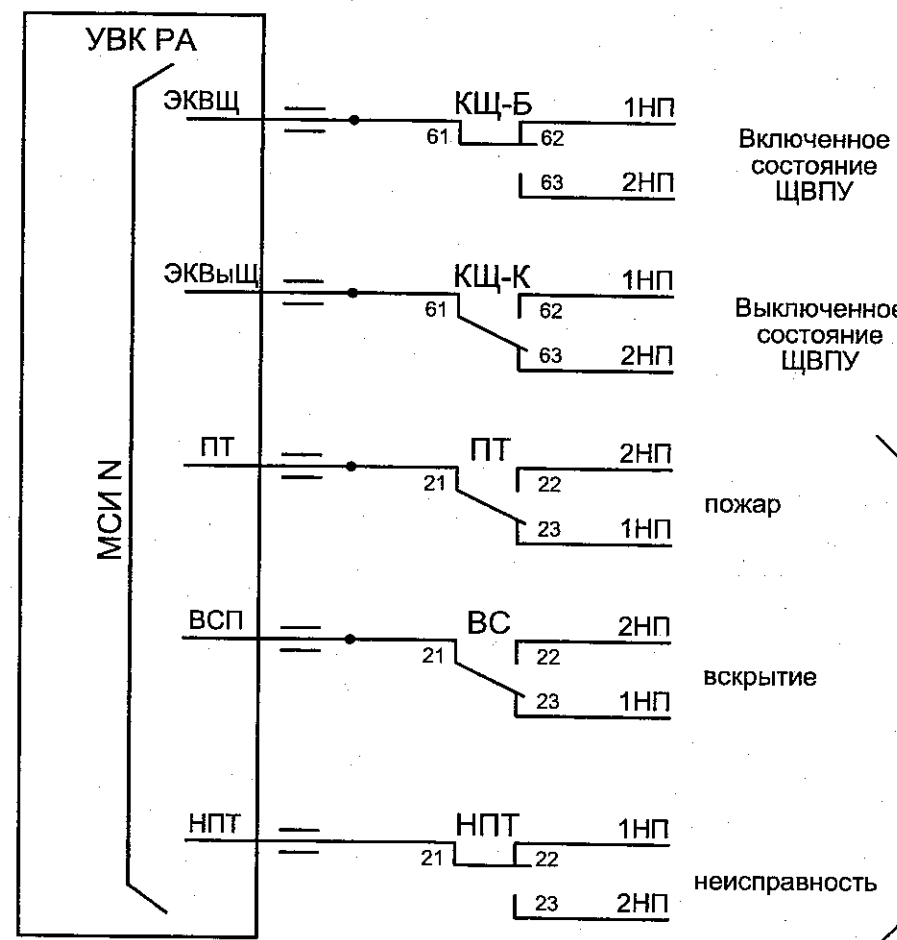 УВК РА
МСИ N
ЭКВЩ
КЩ-Б
1НП
61
62
63
2НП
Включенное
состояние
ЩВПУ
ЭКВыЩ
КЩ-К
1НП
61
62
63
2НП
Выключенное
состояние
ЩВПУ
ПТ
ПТ
2НП
21
22
23
1НП
пожар
ВСП
ВС
2НП
21
22
23
1НП
вскрытие
НПТ
НПТ
1НП
21
22
23
2НП
неисправность